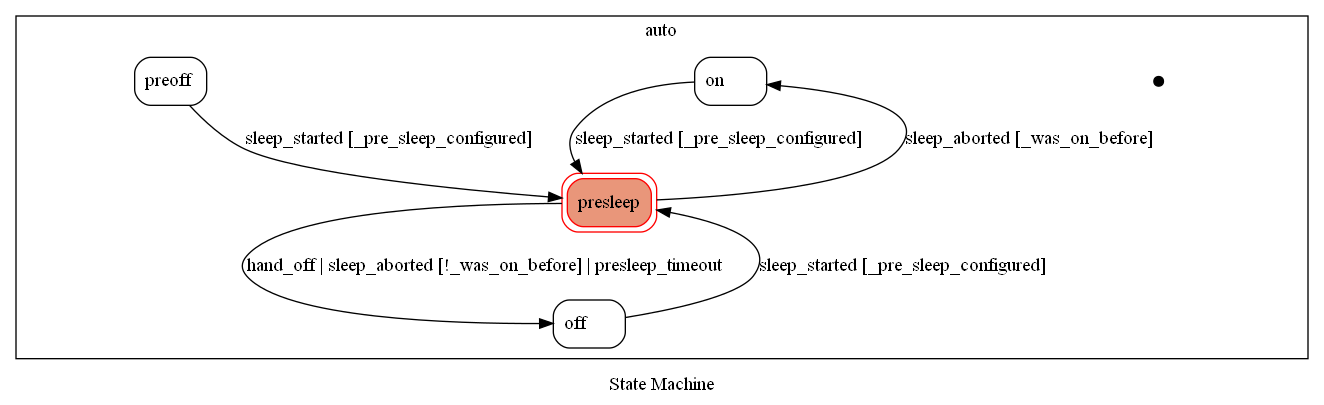 auto
preoff
on
sleep_started [_pre_sleep_configured]
sleep_started [_pre_sleep_configured]
sleep_aborted [_was_on_before]
presleep
hand_off | sleep_aborted [!_was_on_before] | presleep_timeout
sleep_started [_pre_sleep_configured]
off
State Machine